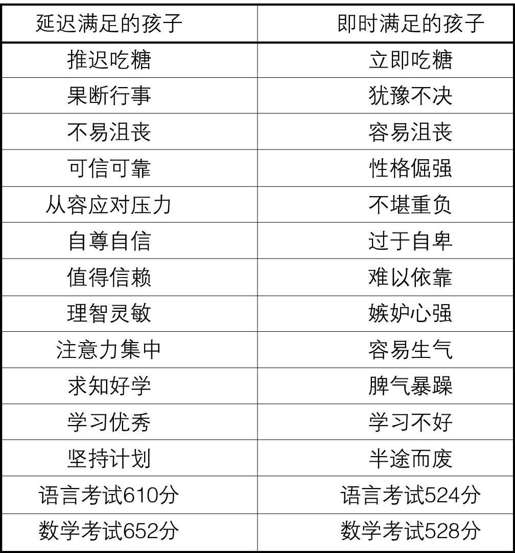 延迟满足的孩子 即时满足的孩子
推迟吃糖 立即吃糖
果断行事 犹豫不决
不易沮丧 容易沮丧
可信可靠 性格倔强
从容应对压力 不堪重负
自尊自信 过于自卑
值得信赖 难以依靠
理智灵敏 嫉妒心强
注意力集中 容易生气
求知好学 脾气暴躁
学习优秀 学习不好
坚持计划 半途而废
语言考试610分 语言考试524分
数学考试652分 数学考试528分